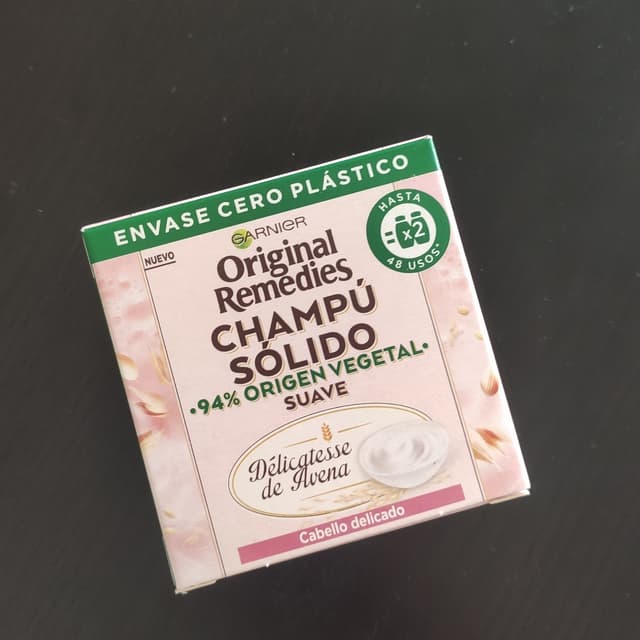 ENVASE CERO PLÁSTICO
HASTA
x2
48 USOS*
NUEVO
GARNIER
Original
Remedies
CHAMPÚ
SÓLIDO
•94% ORIGEN VEGETAL•
SUAVE
Délicatesse
de Avena
Cabello delicado